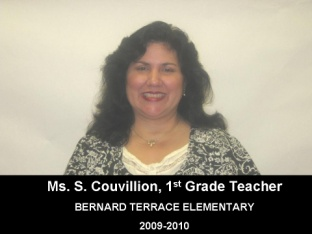 Ms. S. Couvillion, 1st Grade Teacher
BERNARD TERRACE ELEMENTARY
2009-2010